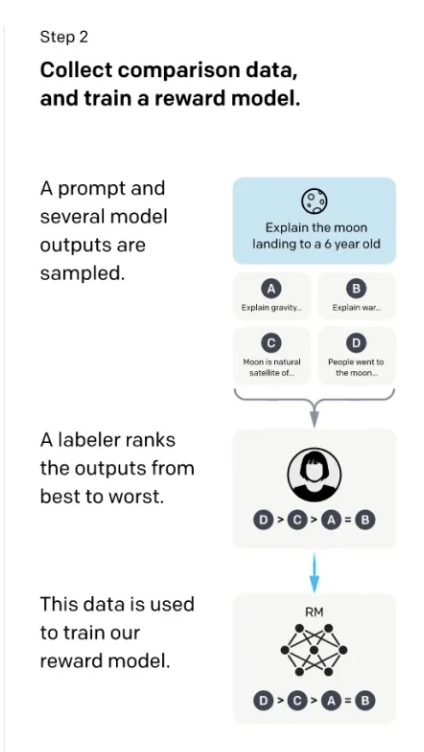 Step 2
Collect comparison data,
and train a reward model.
A prompt and
several model
outputs are
sampled.
Explain the moon
landing to a 6 year old
A
Explain gravity...
B
Explain war...
C
Moon is natural
satellite of...
D
People went to
the moon...
A labeler ranks
the outputs from
best to worst.
D > C > A = B
This data is used
to train our
reward model.
RM
D > C > A = B